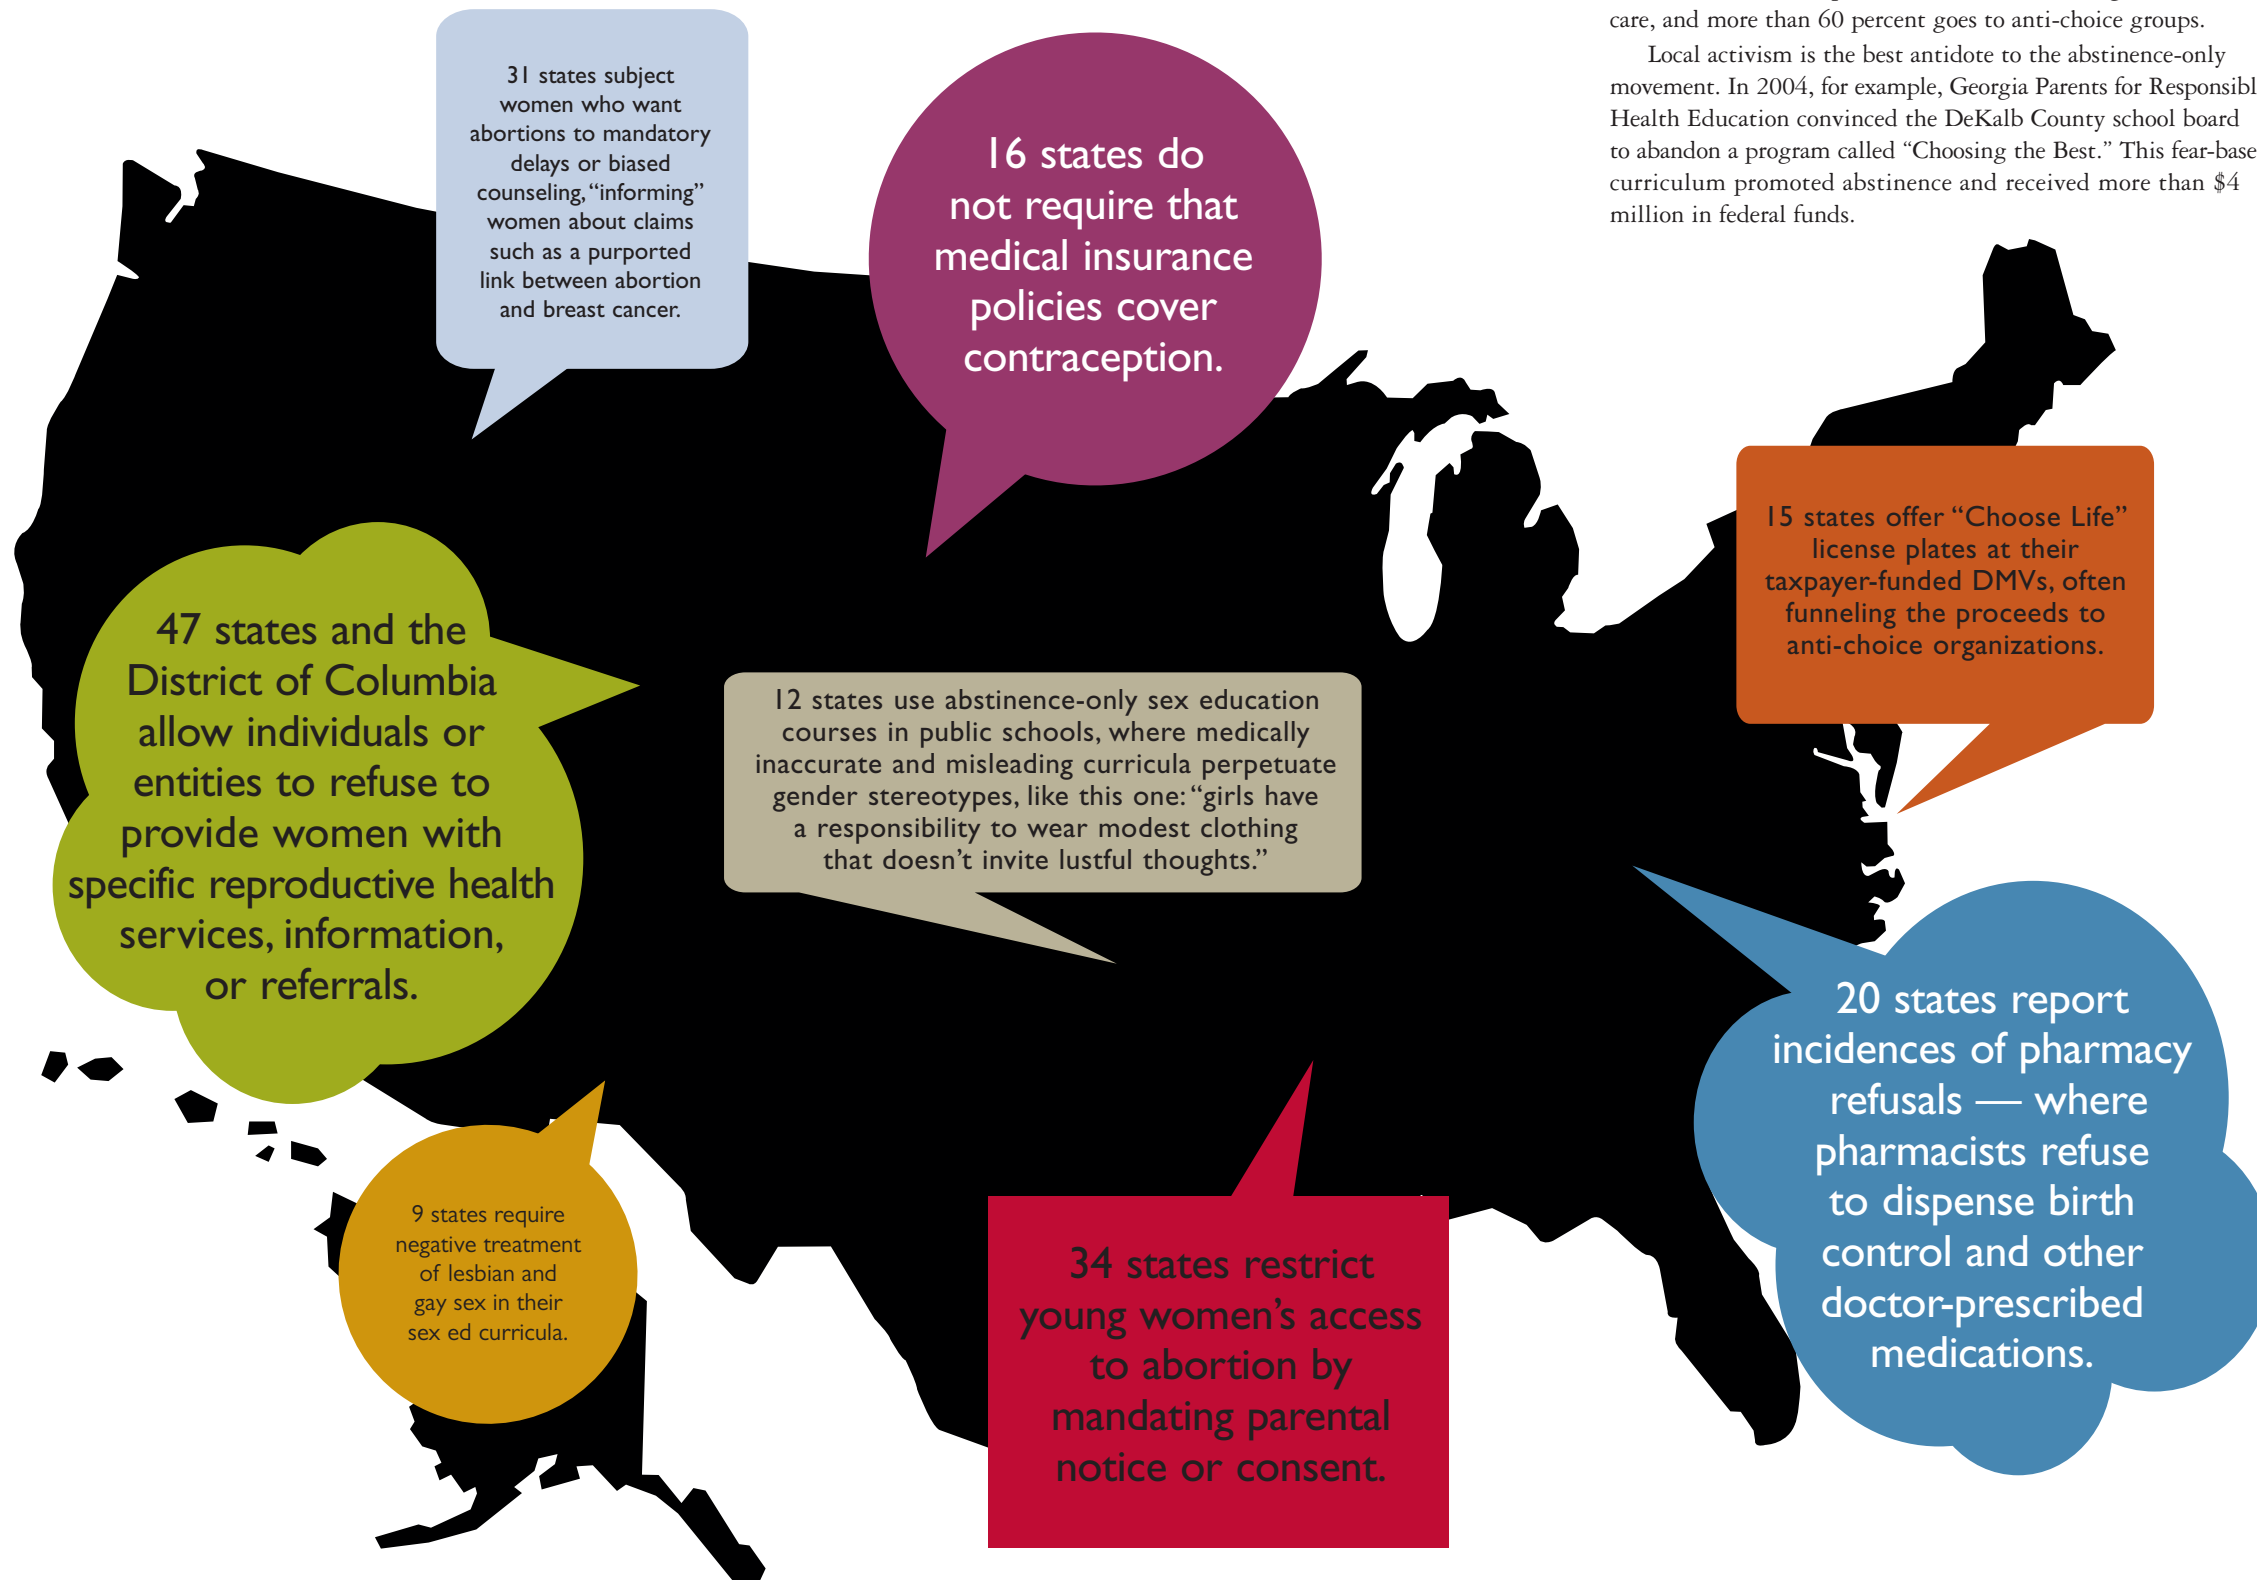 care, and more than 60 percent goes to anti-choice groups.
Local activism is the best antidote to the abstinence-only
movement. In 2004, for example, Georgia Parents for Responsibl
Health Education convinced the DeKalb County school board
to abandon a program called “Choosing the Best.” This fear-base
curriculum promoted abstinence and received more than $4
million in federal funds.
31 states subject
women who want
abortions to mandatory
delays or biased
counseling, “informing”
women about claims
such as a purported
link between abortion
and breast cancer.
16 states do
not require that
medical insurance
policies cover
contraception.
15 states offer “Choose Life”
license plates at their
taxpayer-funded DMVs, often
funneling the proceeds to
anti-choice organizations.
47 states and the
District of Columbia
allow individuals or
entities to refuse to
provide women with
specific reproductive health
services, information,
or referrals.
12 states use abstinence-only sex education
courses in public schools, where medically
inaccurate and misleading curricula perpetuate
gender stereotypes, like this one: “girls have
a responsibility to wear modest clothing
that doesn’t invite lustful thoughts.”
20 states report
incidences of pharmacy
refusals — where
pharmacists refuse
to dispense birth
control and other
doctor-prescribed
medications.
9 states require
negative treatment
of lesbian and
gay sex in their
sex ed curricula.
34 states restrict
young women’s access
to abortion by
mandating parental
notice or consent.